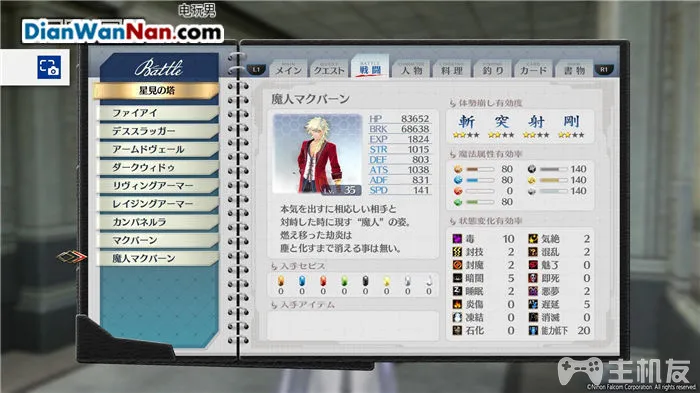 电玩男
DianWanNan.com
Battle
星見の塔
ファイアイ
デススラッガー
アームドヴェール
ダークウィドゥ
リヴィングアーマー
レイジングアーマー
カンパネルラ
マクバーン
魔人マクバーン
L1
MAIN
メイン
QUEST
クエスト
BATTLE
戦闘
人物
COOKING
料理
FISHING
釣り
CARD
カード
BOOK
書物
R1
魔人マクバーン
Lv. 35
HP 83652
BRK 68638
EXP 1824
STR 1015
DEF 803
ATS 1038
ADF 831
SPD 141
本気を出すに相応しい相手と
対峙した時に現す“魔人”の姿。
燃え移った劫炎は
塵と化すまで消える事は無い。
入手セピス
0 0 0 0 0 0 0
入手アイテム
体勢崩し有効度
斬 突 射 剛
魔法属性有効率
80 140
80 140
0 140
80
状態変化有効率
毒 10 気絶 2
封技 2 混乱 2
封魔 2 魅了 0
暗闇 5 即死 0
睡眠 2 悪夢 2
炎傷 0 遅延 5
凍結 0 消滅 0
石化 0 能力低下 20
主机友
©Nihon Falcom Corporation. All rights reserved.